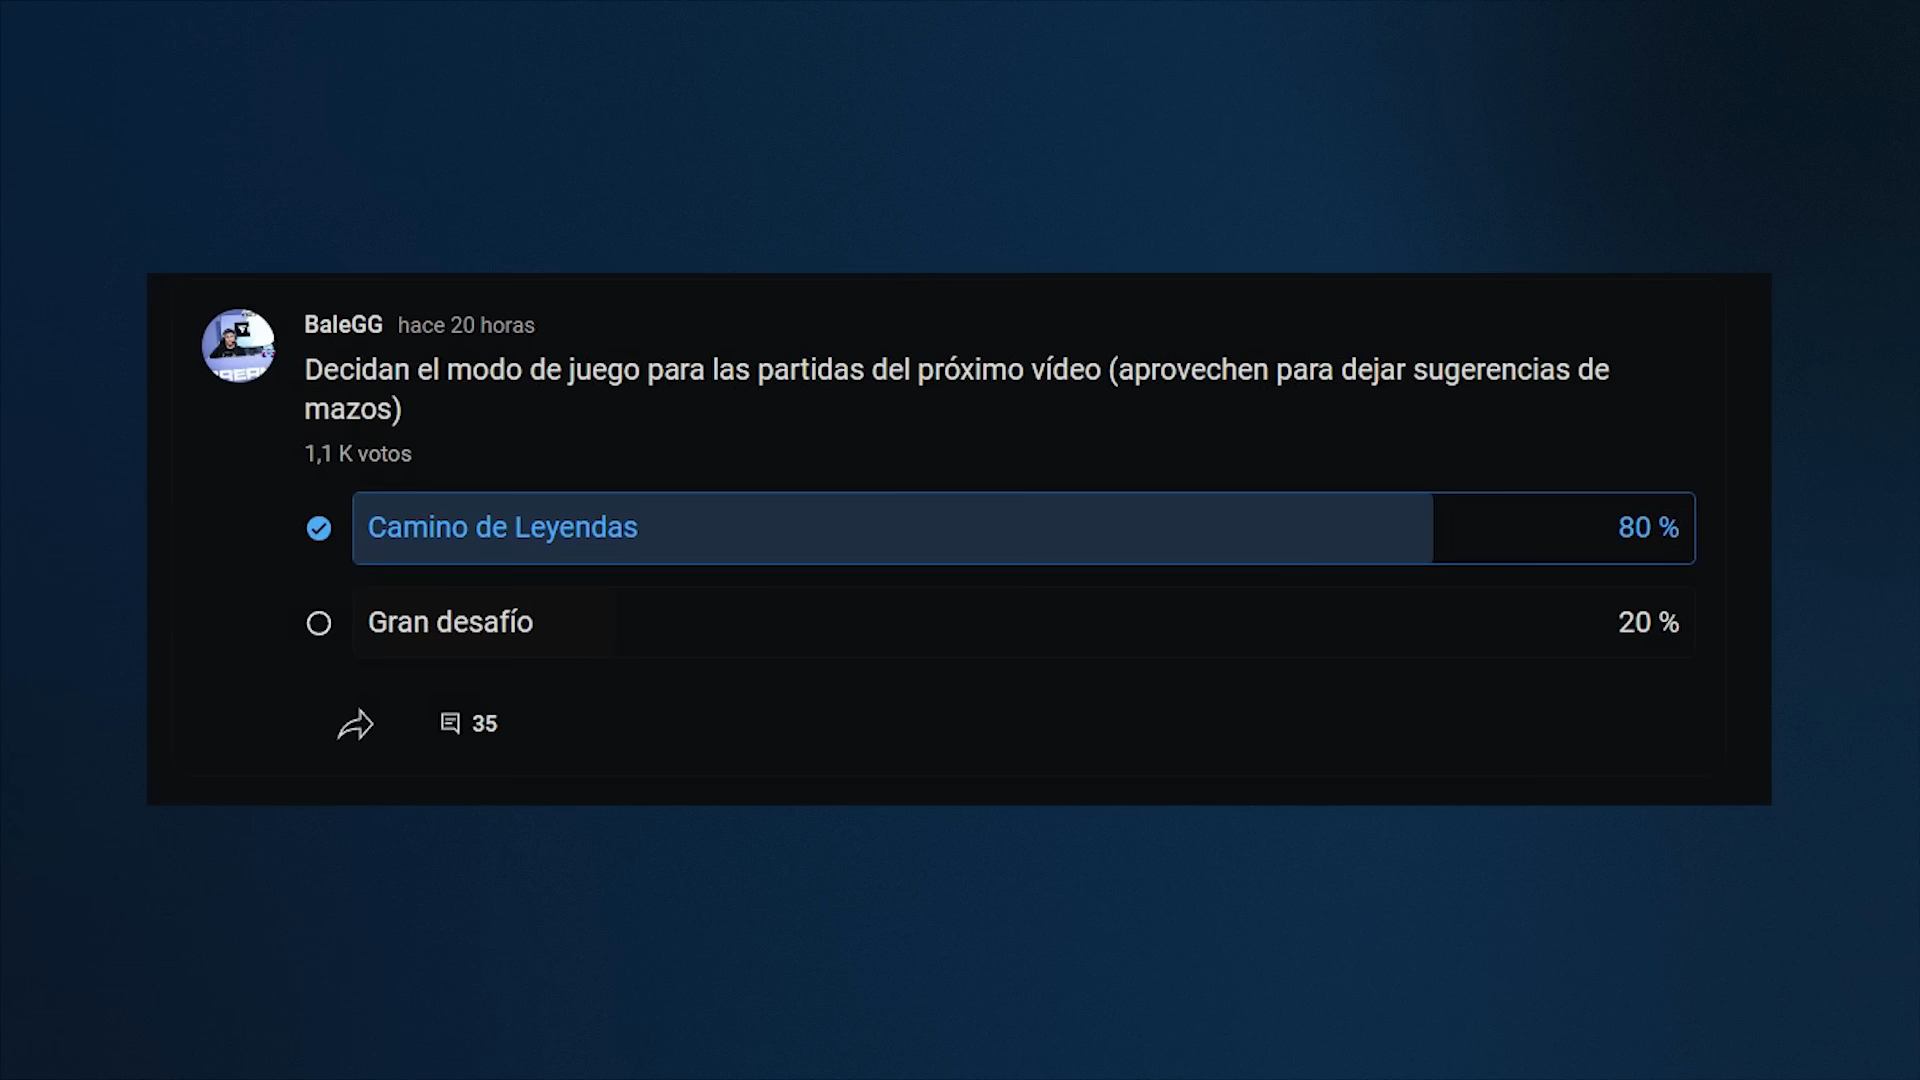 BaleGG hace 20 horas
Decidan el modo de juego para las partidas del próximo vídeo (aprovechen para dejar sugerencias de
mazos)
1,1 K votos
Camino de Leyendas 80 %
Gran desafío 20 %
35